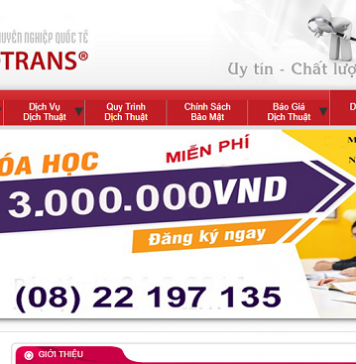 HUYÊN NGHIỆP QUỐC TẾ
TRANS®
Uy tín - Chất lượ
Dịch Vụ
Dịch Thuật
Quy Trình
Dịch Thuật
Chính Sách
Bảo Mật
Báo Giá
Dịch Thuật
D
ÓA HỌC
MIỄN PHÍ
3.000.000VND
Đăng ký ngay
(08) 22 197 135
GIỚI THIỆU